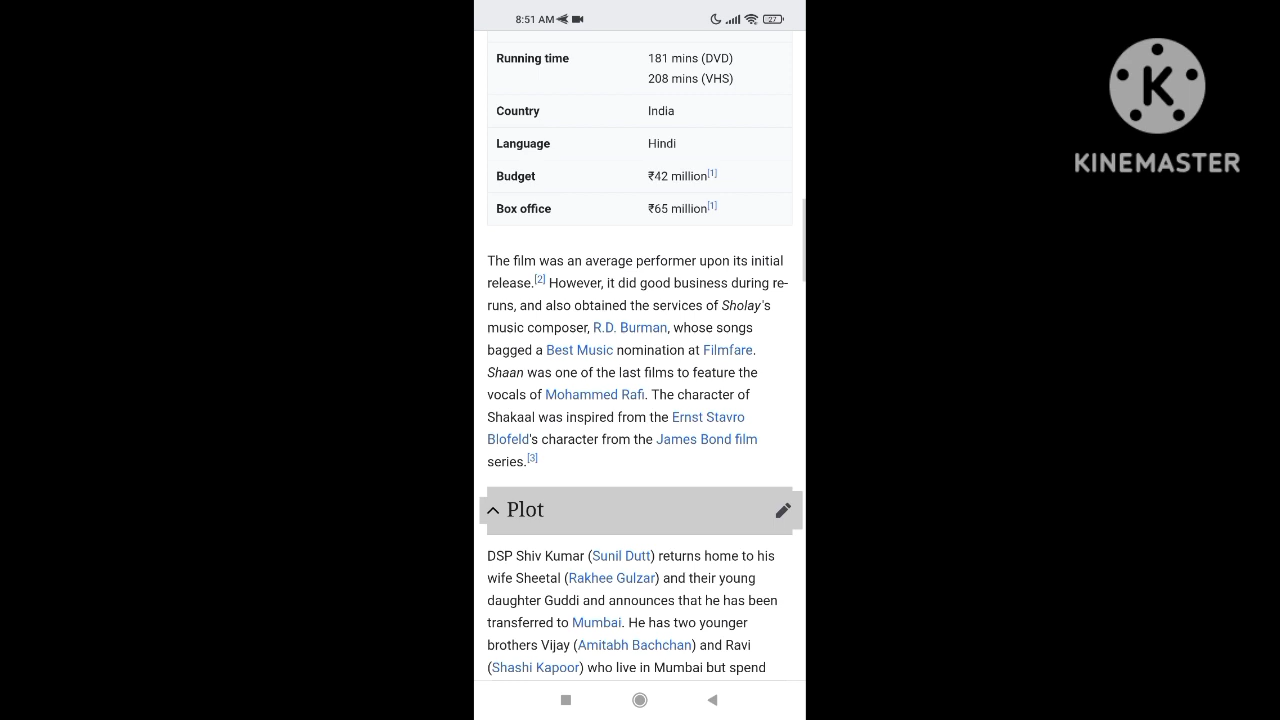 8:51 AM
27
K
KINEMASTER
Running time 181 mins (DVD)
208 mins (VHS)
Country India
Language Hindi
Budget ₹42 million[1]
Box office ₹65 million[1]
The film was an average performer upon its initial
release.[2] However, it did good business during re-
runs, and also obtained the services of Sholay's
music composer, R.D. Burman, whose songs
bagged a Best Music nomination at Filmfare.
Shaan was one of the last films to feature the
vocals of Mohammed Rafi. The character of
Shakaal was inspired from the Ernst Stavro
Blofeld's character from the James Bond film
series.[3]
Plot
DSP Shiv Kumar (Sunil Dutt) returns home to his
wife Sheetal (Rakhee Gulzar) and their young
daughter Guddi and announces that he has been
transferred to Mumbai. He has two younger
brothers Vijay (Amitabh Bachchan) and Ravi
(Shashi Kapoor) who live in Mumbai but spend